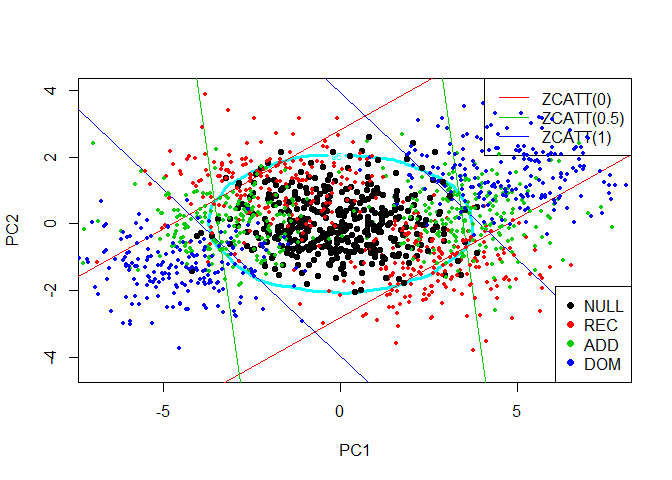 ZCATT(0)
ZCATT(0.5)
ZCATT(1)
4
2
0
-2
-4
PC2
NULL
REC
ADD
DOM
-5
0
5
PC1